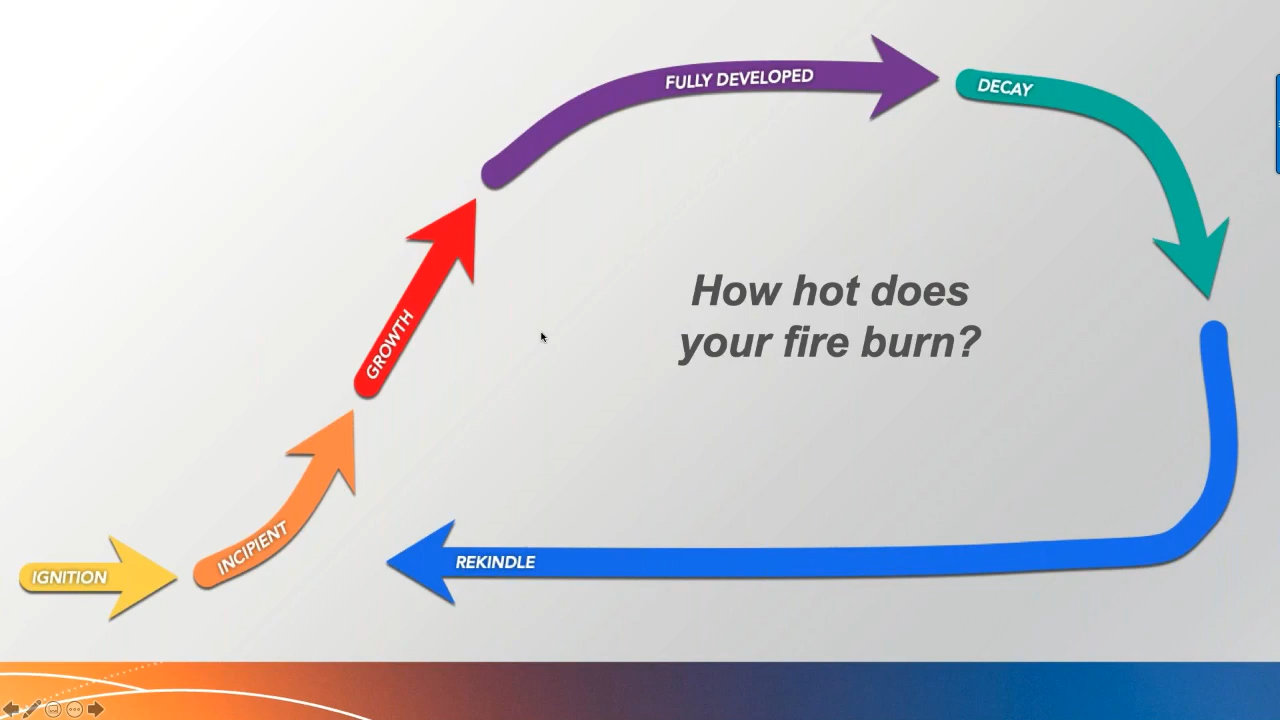 FULLY DEVELOPED
DECAY
How hot does
your fire burn?
GROWTH
INCIPIENT
REKINDLE
IGNITION